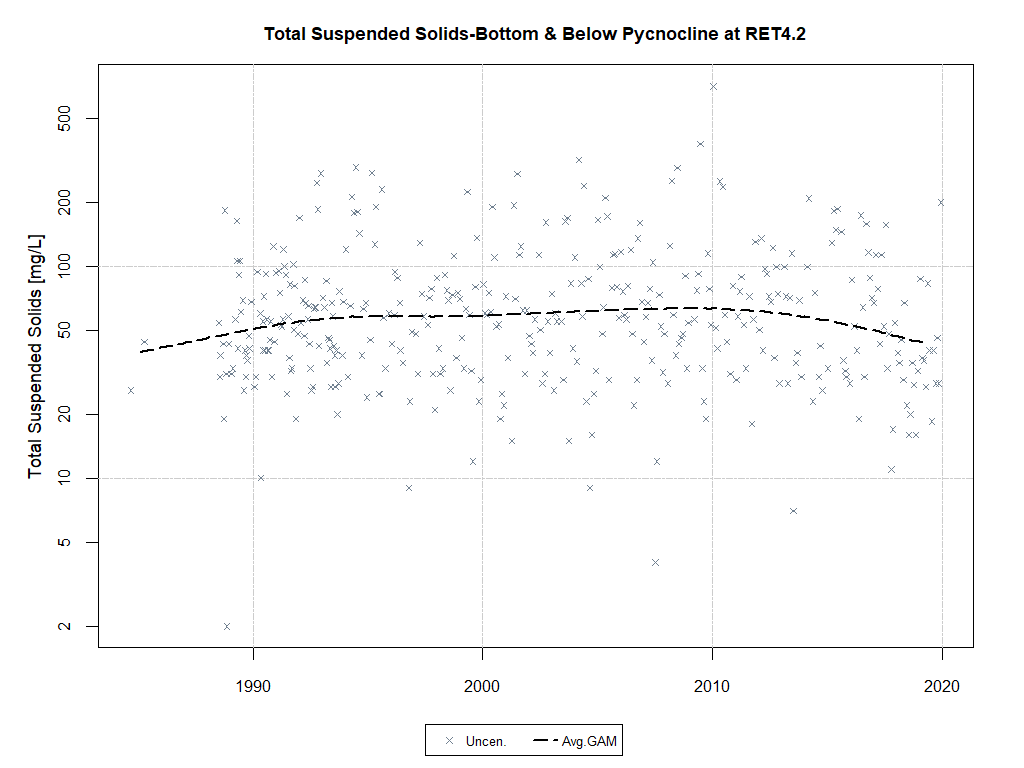 Total Suspended Solids-Bottom & Below Pycnocline at RET4.2
Total Suspended Solids [mg/L]
500
200
100
50
20
10
5
2
1990 2000 2010 2020
Uncen. Avg.GAM